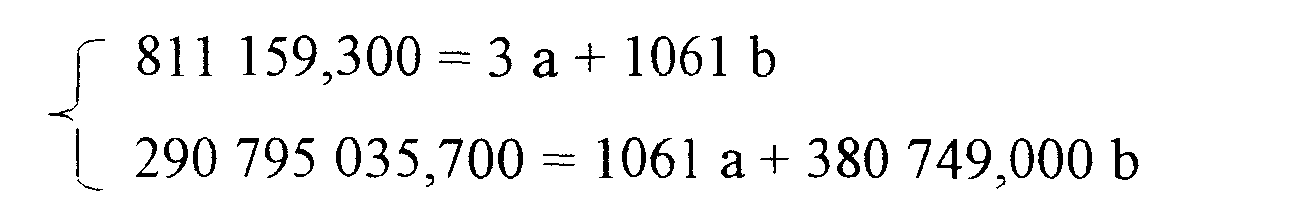 811 159,300 = 3 a + 1061 b
290 795 035,700 = 1061 a + 380 749,000 b